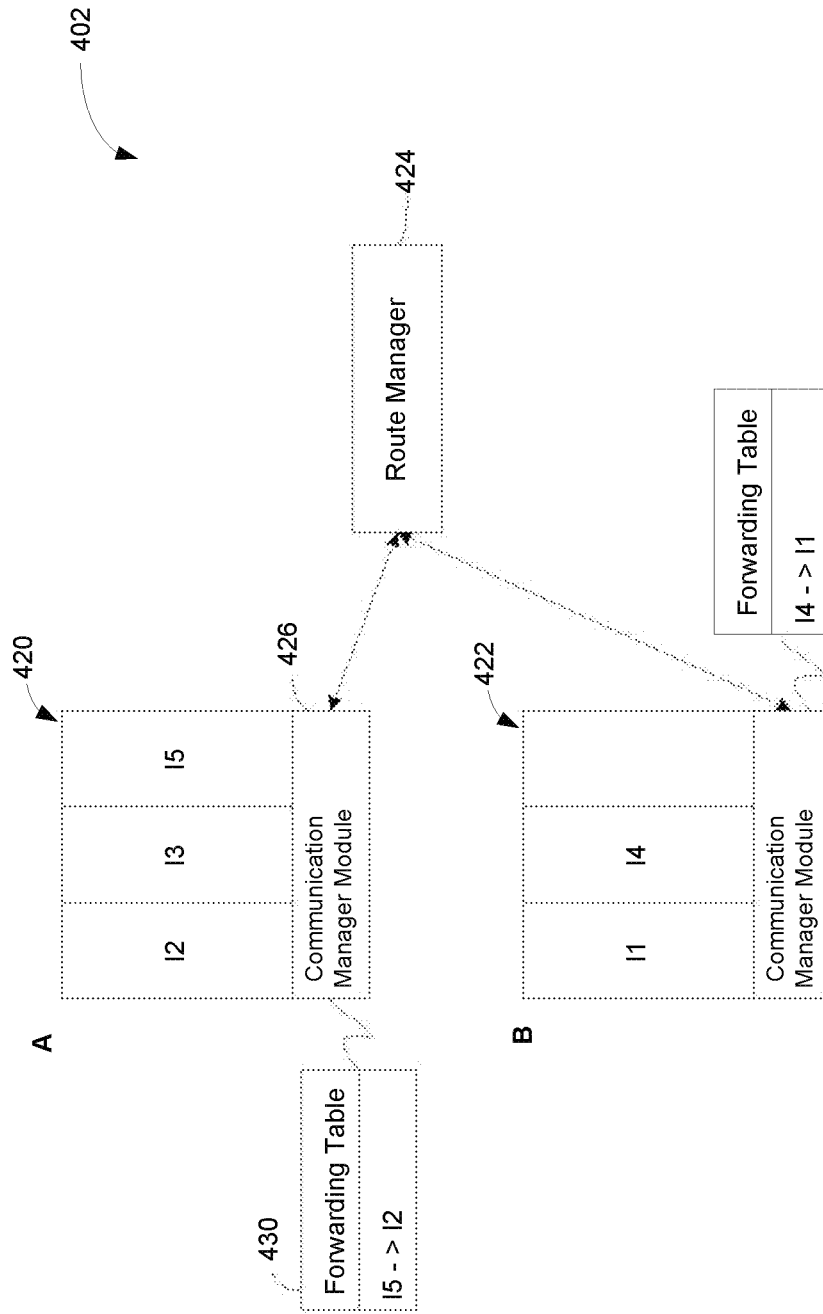 402
A
420
I2
I3
I5
426
Communication
Manager Module
430
Forwarding Table
I5 - > I2
424
Route Manager
B
422
I1
I4
Communication
Manager Module
Forwarding Table
I4 - > I1